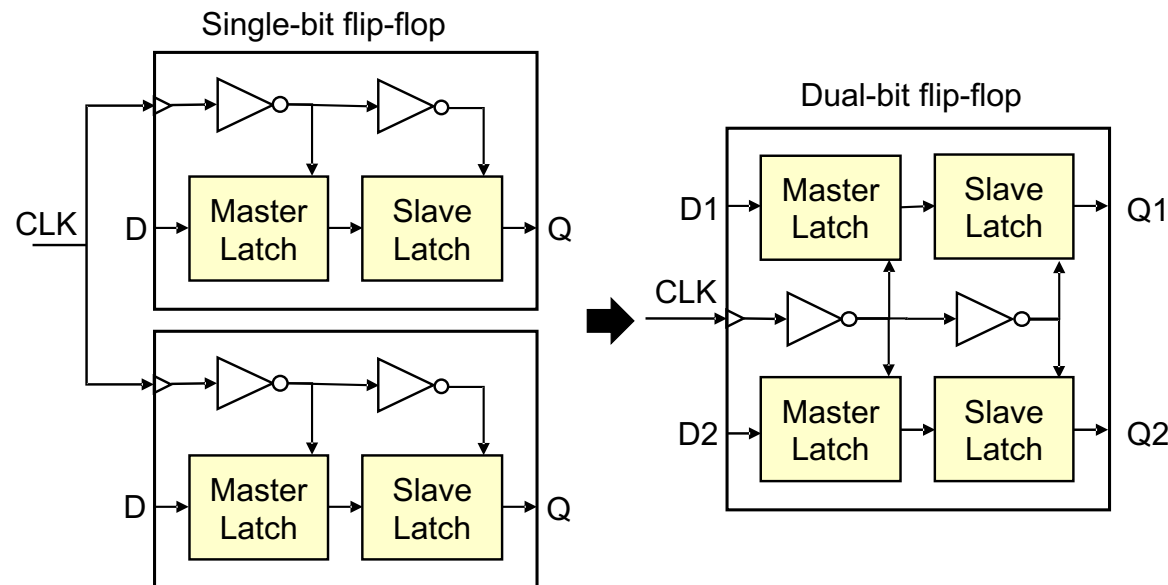 Single-bit flip-flop
CLK
D
Master
Latch
Slave
Latch
Q
D
Master
Latch
Slave
Latch
Q
Dual-bit flip-flop
D1
Master
Latch
Slave
Latch
Q1
CLK
D2
Master
Latch
Slave
Latch
Q2